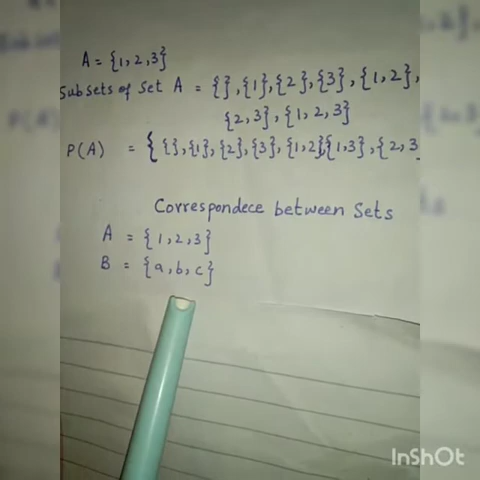 A = {1, 2, 3}
Subsets of Set A = {}, {1}, {2}, {3}, {1, 2},
{2, 3}, {1, 2, 3}
P(A) = { {}, {1}, {2}, {3}, {1, 2}, {1, 3}, {2, 3
Correspondece between Sets
A = {1, 2, 3}
B = {a, b, c}
InShOt